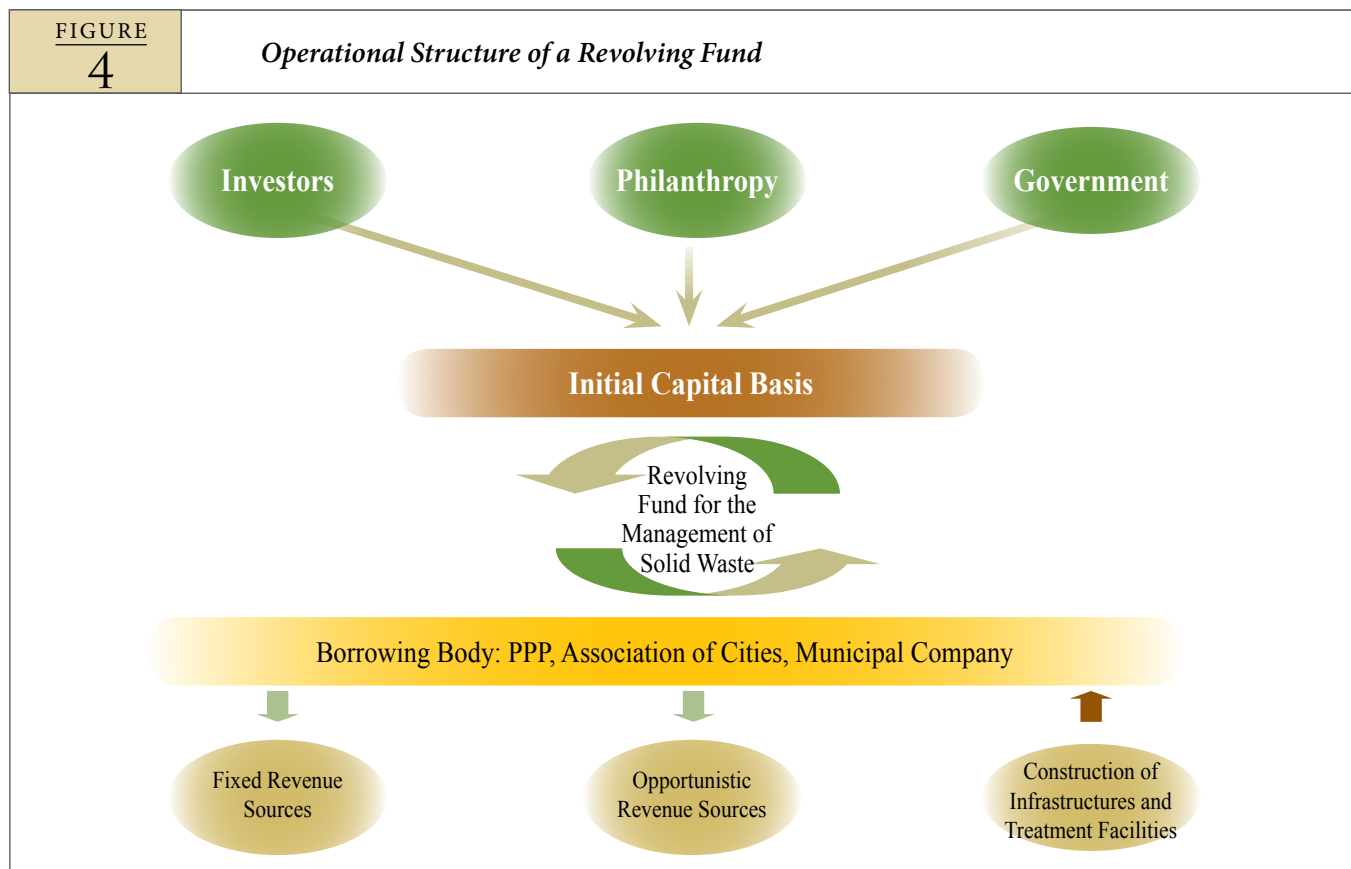 FIGURE
4
Operational Structure of a Revolving Fund
Investors
Philanthropy
Government
Initial Capital Basis
Revolving
Fund for the
Management of
Solid Waste
Borrowing Body: PPP, Association of Cities, Municipal Company
Fixed Revenue
Sources
Opportunistic
Revenue Sources
Construction of
Infrastructures and
Treatment Facilities